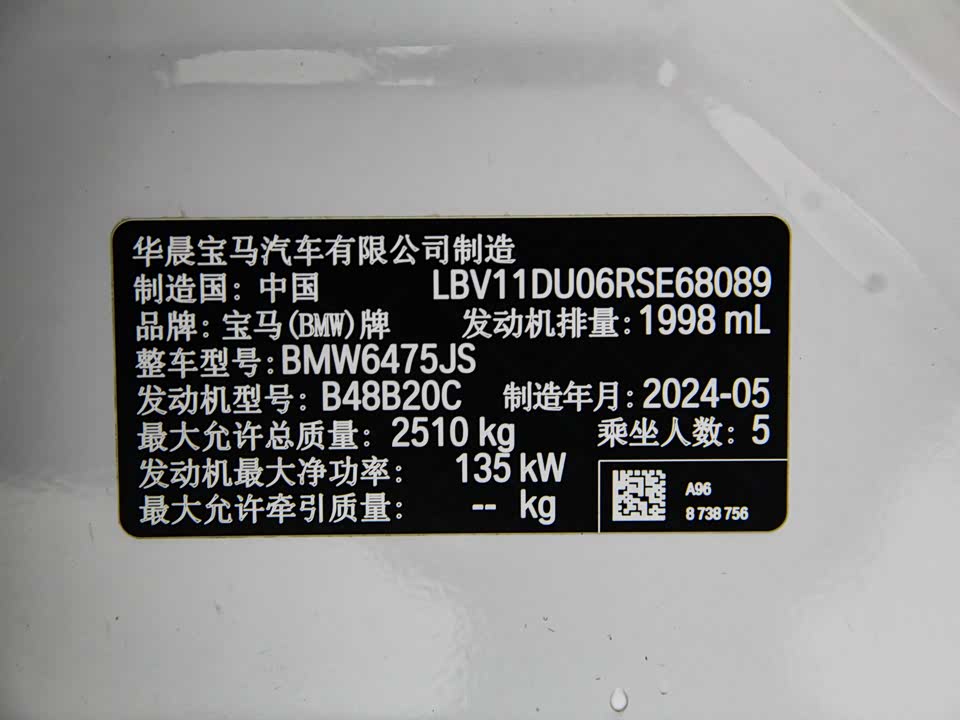 华晨宝马汽车有限公司制造
制造国：中国 LBV11DU06RSE68089
品牌：宝马(BMW)牌 发动机排量：1998 mL
整车型号：BMW6475JS
发动机型号：B48B20C 制造年月：2024-05
最大允许总质量：2510 kg 乘坐人数：5
发动机最大净功率：135 kW
最大允许牵引质量：-- kg
A96
8 738 756